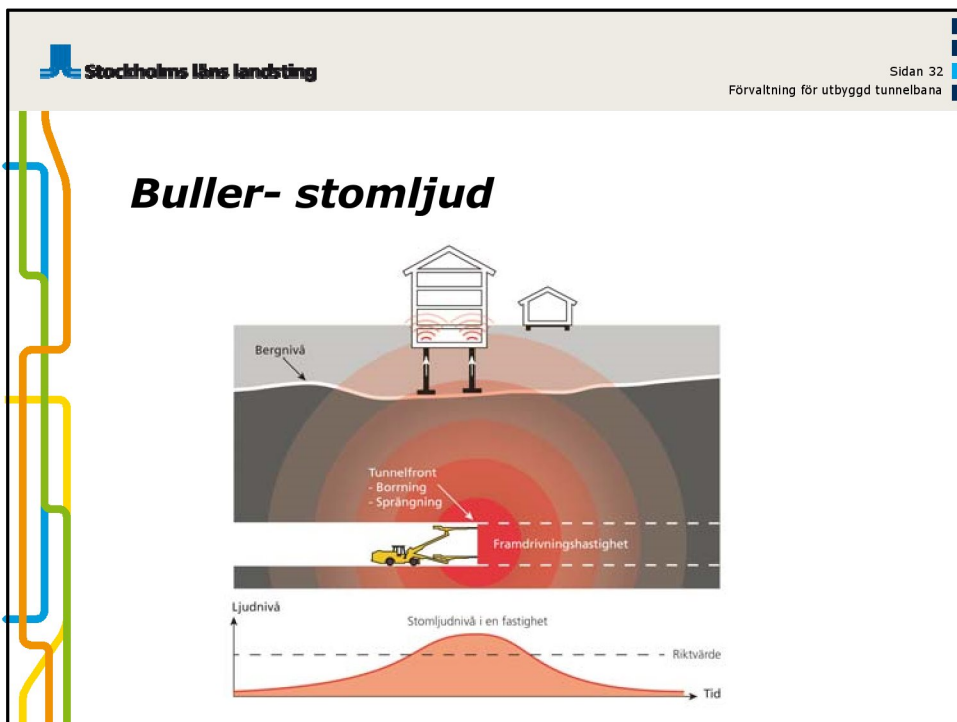 Stockholms läns landsting
Sidan 32
Förvaltning för utbyggd tunnelbana
Buller- stomljud
Bergnivå
Tunnelfront
- Borrning
- Sprängning
Framdrivningshastighet
Ljudnivå
Stomljudnivå i en fastighet
Riktvärde
Tid